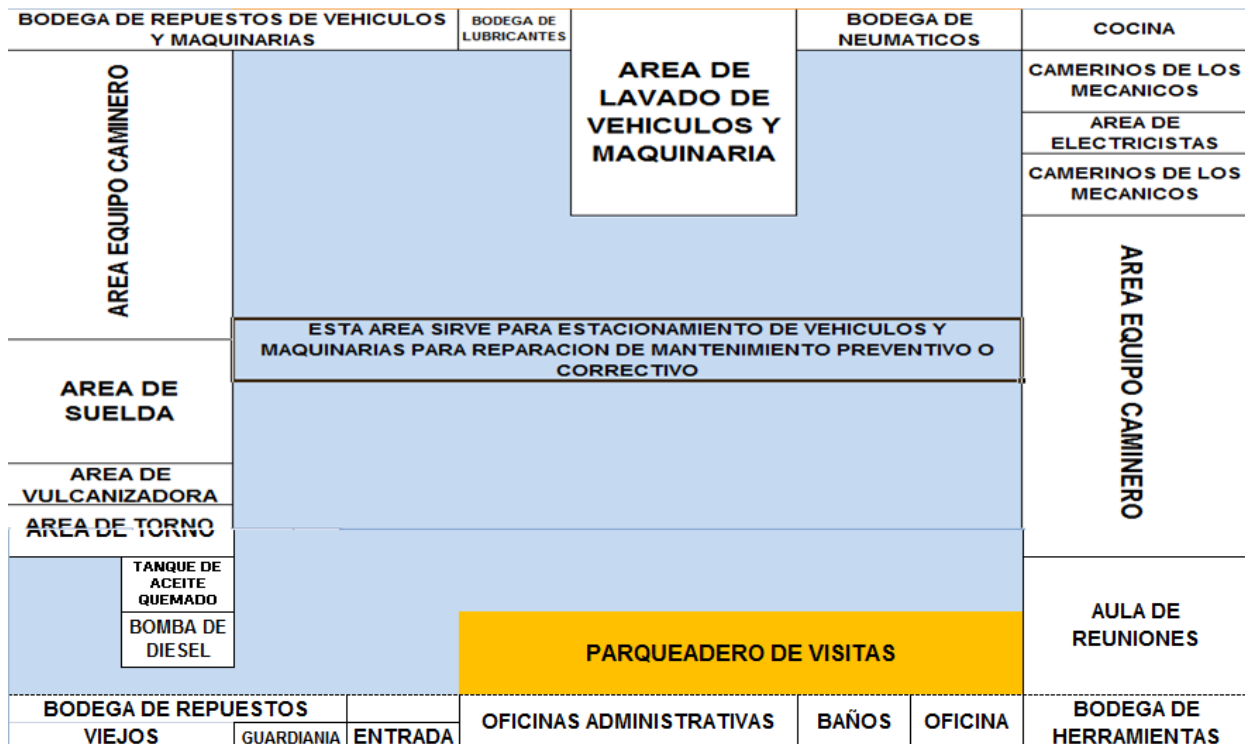 BODEGA DE REPUESTOS DE VEHICULOS
Y MAQUINARIAS
BODEGA DE
LUBRICANTES
AREA DE
LAVADO DE
VEHICULOS Y
MAQUINARIA
BODEGA DE
NEUMATICOS
COCINA
CAMERINOS DE LOS
MECANICOS
AREA DE
ELECTRICISTAS
CAMERINOS DE LOS
MECANICOS
AREA EQUIPO CAMINERO
ESTA AREA SIRVE PARA ESTACIONAMIENTO DE VEHICULOS Y
MAQUINARIAS PARA REPARACION DE MANTENIMIENTO PREVENTIVO O
CORRECTIVO
AREA EQUIPO CAMINERO
AREA DE
SUELDA
AREA DE
VULCANIZADORA
AREA DE TORNO
TANQUE DE
ACEITE
QUEMADO
BOMBA DE
DIESEL
PARQUEADERO DE VISITAS
AULA DE
REUNIONES
BODEGA DE REPUESTOS
VIEJOS
GUARDIANIA
ENTRADA
OFICINAS ADMINISTRATIVAS
BAÑOS
OFICINA
BODEGA DE
HERRAMIENTAS